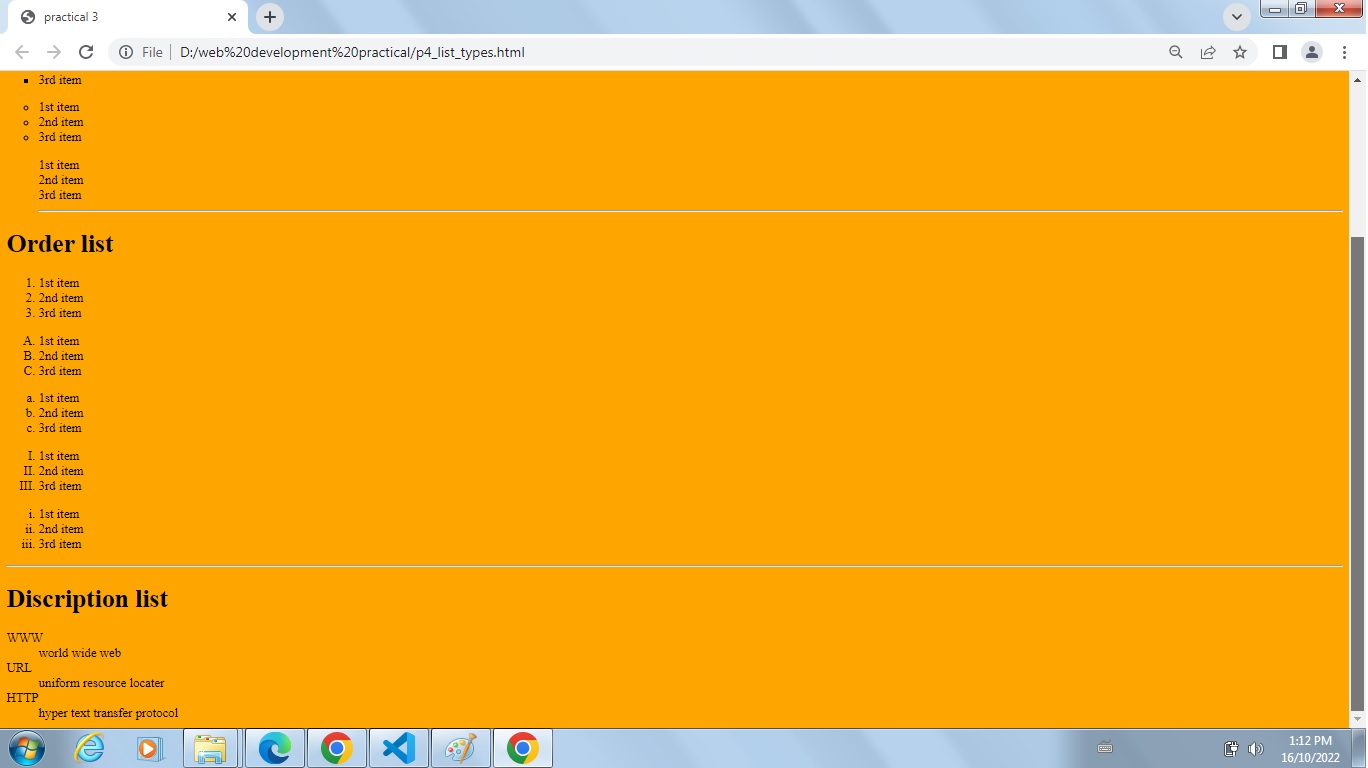 practical 3
File
D:/web%20development%20practical/p4_list_types.html
3rd item
1st item
2nd item
3rd item
1st item
2nd item
3rd item
Order list
1. 1st item
2. 2nd item
3. 3rd item
A. 1st item
B. 2nd item
C. 3rd item
a. 1st item
b. 2nd item
c. 3rd item
I. 1st item
II. 2nd item
III. 3rd item
i. 1st item
ii. 2nd item
iii. 3rd item
Discription list
WWW
world wide web
URL
uniform resource locater
HTTP
hyper text transfer protocol
1:12 PM
16/10/2022